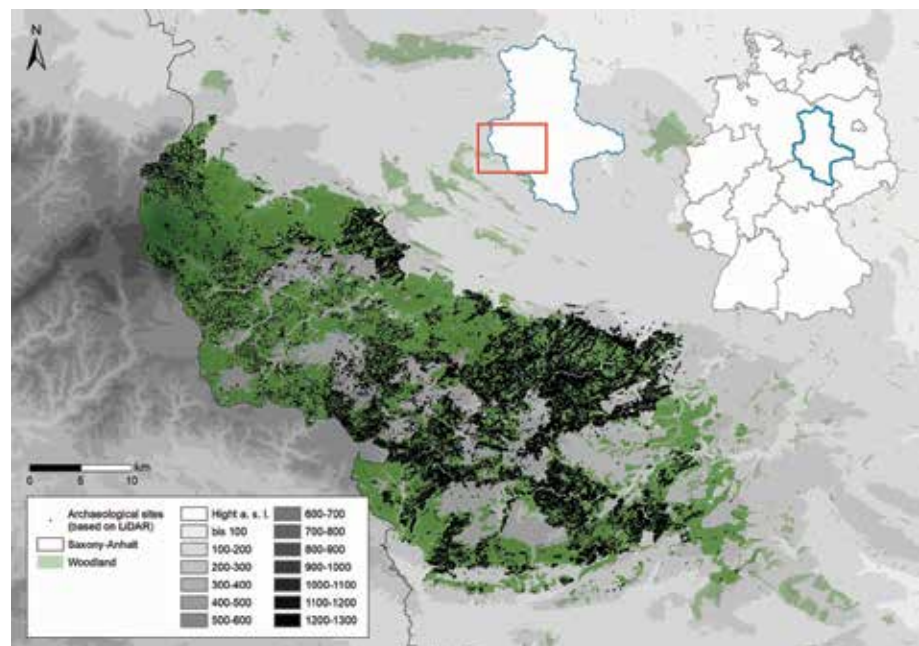 N
km
0 5 10
Archaeological sites
(based on LiDAR)
Saxony-Anhalt
Woodland
Hight a. s. l.
bis 100
100-200
200-300
300-400
400-500
500-600
600-700
700-800
800-900
900-1000
1000-1100
1100-1200
1200-1300